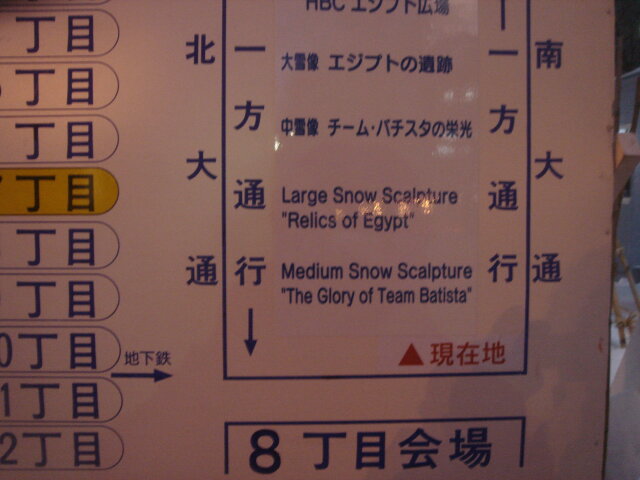 HBC エジプト広場
大雪像 エジプトの遺跡
中雪像 チーム・バチスタの栄光
Large Snow Scalpture
"Relics of Egypt"
Medium Snow Scalpture
"The Glory of Team Batista"
▲現在地
北大通
一方通行
一方通行
南大通
丁目
丁目
丁目
7丁目
丁目
丁目
0丁目
1丁目
2丁目
地下鉄
8丁目会場